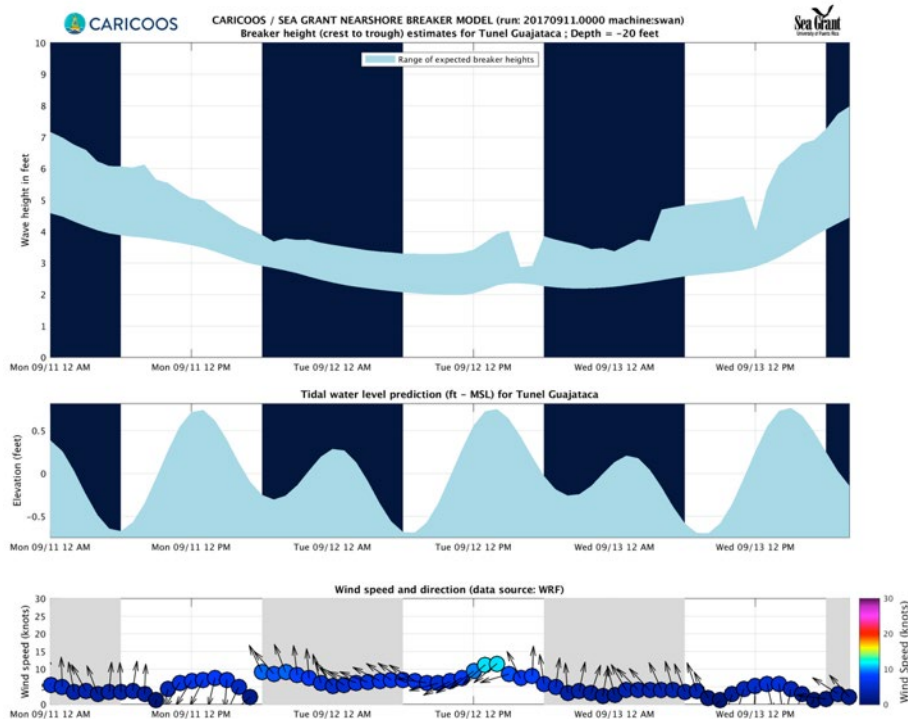 CARICOOS
CARICOOS / SEA GRANT NEARSHORE BREAKER MODEL (run: 20170911.0000 machine:swan)
Breaker height (crest to trough) estimates for Tunel Guajataca ; Depth = -20 feet
Sea Grant
University of Puerto Rico
Range of expected breaker heights
Wave height in feet
10
9
8
7
6
5
4
3
2
1
0
Mon 09/11 12 AM Mon 09/11 12 PM Tue 09/12 12 AM Tue 09/12 12 PM Wed 09/13 12 AM Wed 09/13 12 PM
Tidal water level prediction (ft - MSL) for Tunel Guajataca
Elevation (feet)
0.5
0
-0.5
Mon 09/11 12 AM Mon 09/11 12 PM Tue 09/12 12 AM Tue 09/12 12 PM Wed 09/13 12 AM Wed 09/13 12 PM
Wind speed and direction (data source: WRF)
Wind speed (knots)
30
25
20
15
10
5
0
Mon 09/11 12 AM Mon 09/11 12 PM Tue 09/12 12 AM Tue 09/12 12 PM Wed 09/13 12 AM Wed 09/13 12 PM
30
20
10
0
Wind Speed (knots)